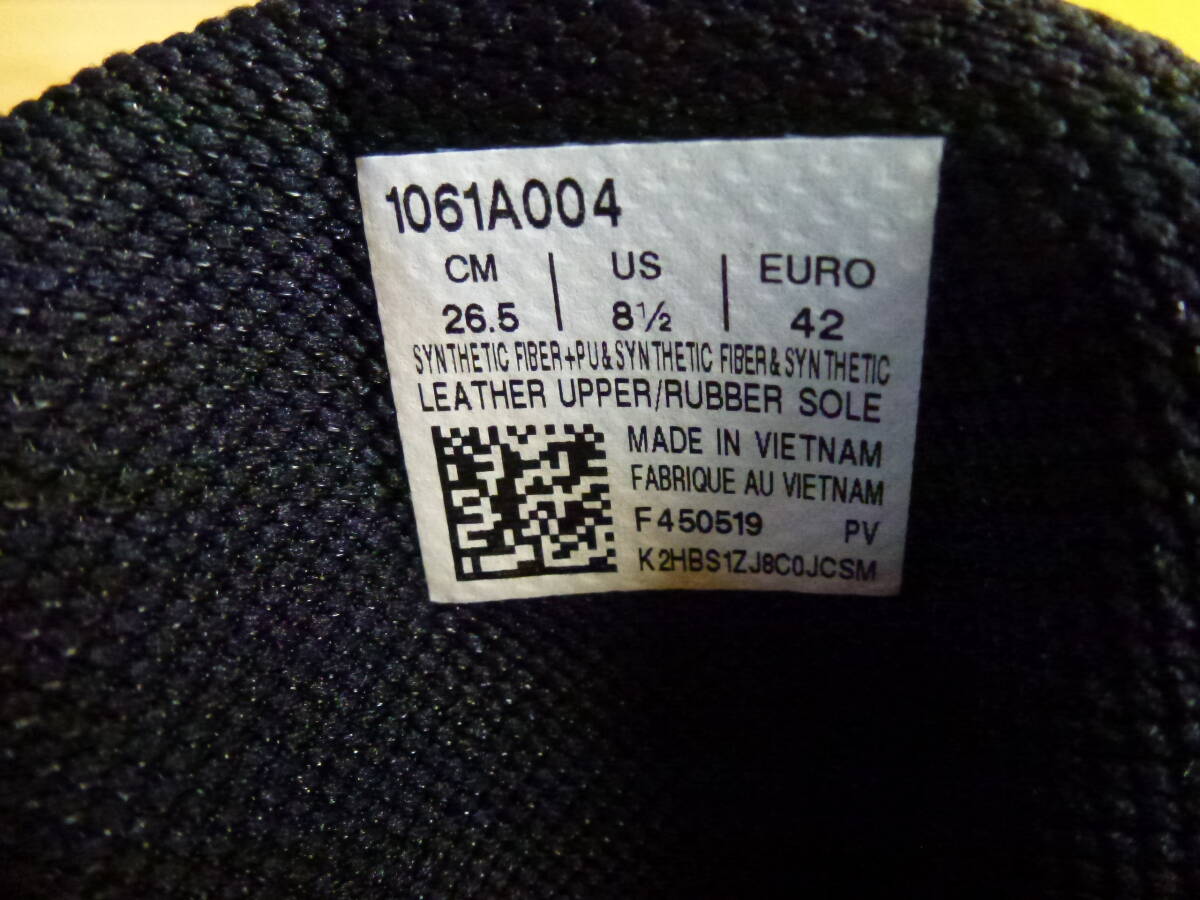 1061A004
CM | US | EURO
26.5 | 8½ | 42
SYNTHETIC FIBER+PU&SYNTHETIC FIBER&SYNTHETIC
LEATHER UPPER/RUBBER SOLE
MADE IN VIETNAM
FABRIQUE AU VIETNAM
F450519 PV
K2HBS1ZJ8C0JCSM